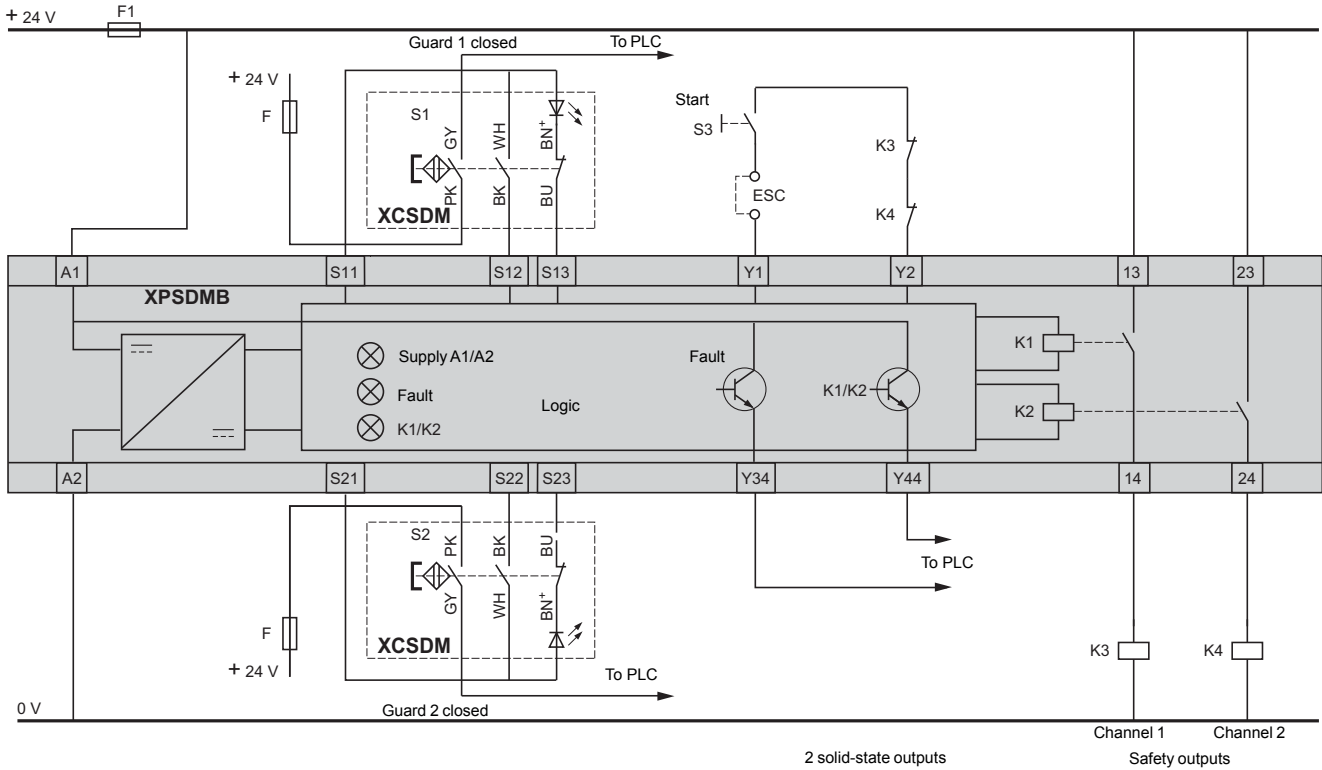 + 24 V
F1
Guard 1 closed
To PLC
+ 24 V
F
S1
GY
WH
BN+
PK
BK
BU
XCSDM
Start
S3
ESC
K3
K4
A1
S11
S12
S13
Y1
Y2
13
23
XPSDMB
Supply A1/A2
Fault
K1/K2
Logic
Fault
K1/K2
K1
K2
A2
S21
S22
S23
Y34
Y44
14
24
S2
PK
BK
BU
GY
WH
BN+
XCSDM
F
+ 24 V
To PLC
To PLC
K3
K4
0 V
Guard 2 closed
Channel 1
Channel 2
2 solid-state outputs
Safety outputs